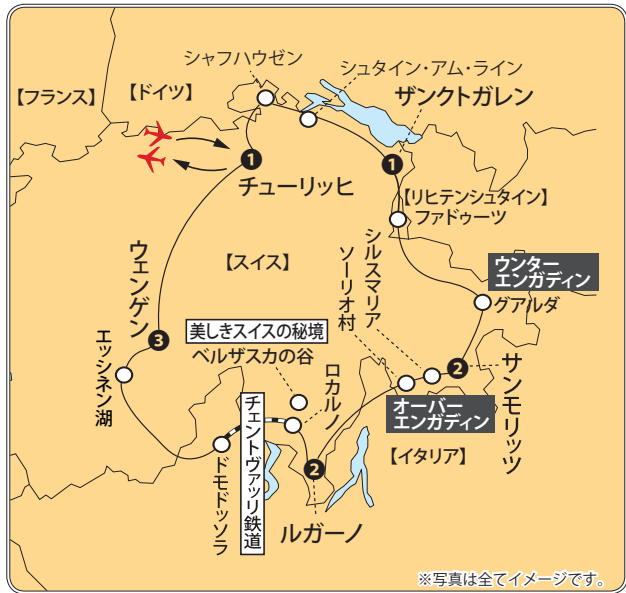 シャフハウゼン
シュタイン・アム・ライン
【フランス】
【ドイツ】
ザンクトガレン
1
1
チューリッヒ
【リヒテンシュタイン】
ファドゥーツ
ウェンゲン
【スイス】
シルスマリア
ソーリオ村
ウンター
エンガディン
グアルダ
美しきスイスの秘境
ベルザスカの谷
3
エッシネン湖
ロカルノ
2
サンモリッツ
オーバー
エンガディン
チェントヴァッリ鉄道
ドモドッソラ
【イタリア】
2
ルガーノ
※写真は全てイメージです。